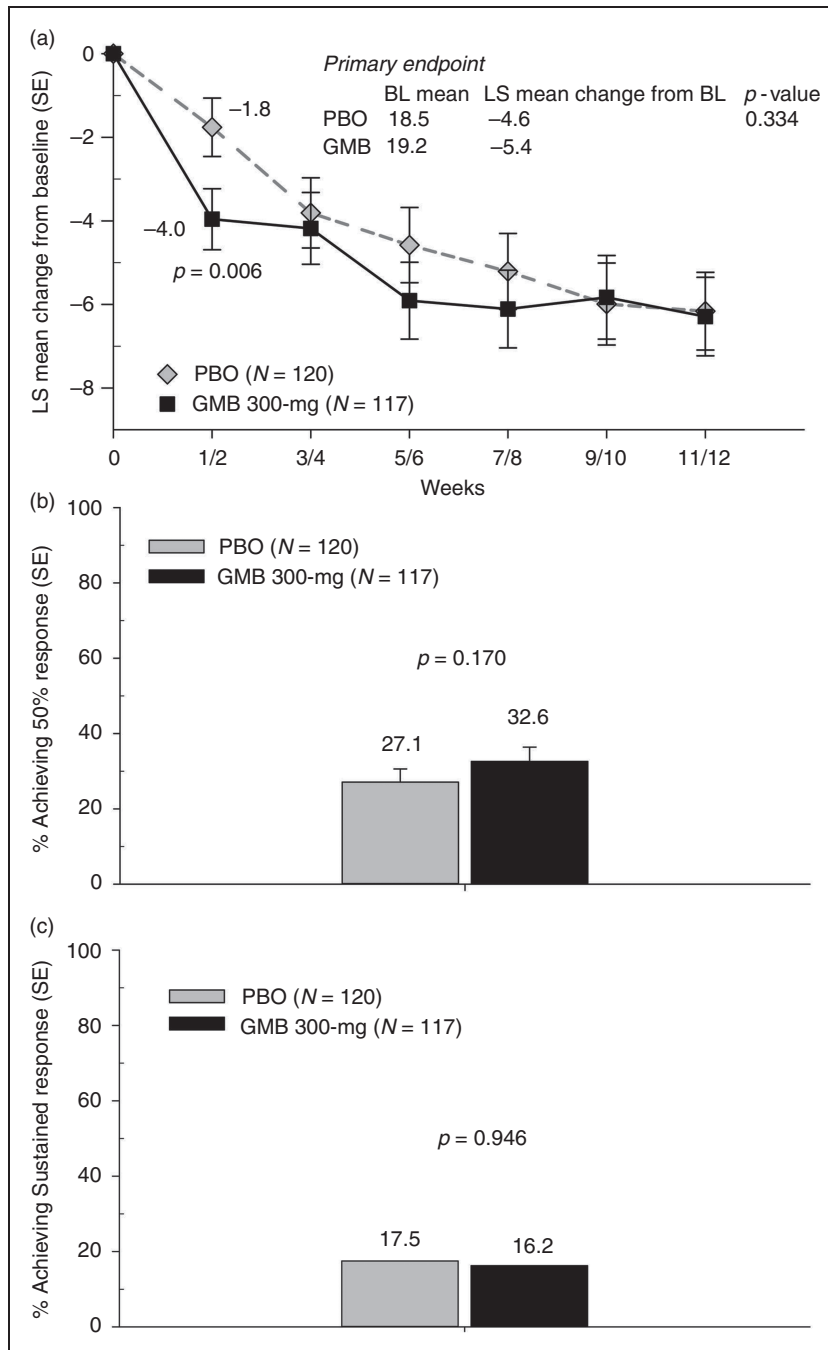 (a)
LS mean change from baseline (SE)
0
−2
−4
−6
−8
Primary endpoint
BL mean LS mean change from BL p-value
PBO 18.5 −4.6 0.334
GMB 19.2 −5.4
−1.8
−4.0
p = 0.006
PBO (N = 120)
GMB 300-mg (N = 117)
0 1/2 3/4 5/6 7/8 9/10 11/12
Weeks
(b)
% Achieving 50% response (SE)
100
80
60
40
20
0
PBO (N = 120)
GMB 300-mg (N = 117)
p = 0.170
27.1 32.6
(c)
% Achieving Sustained response (SE)
100
80
60
40
20
0
PBO (N = 120)
GMB 300-mg (N = 117)
p = 0.946
17.5 16.2